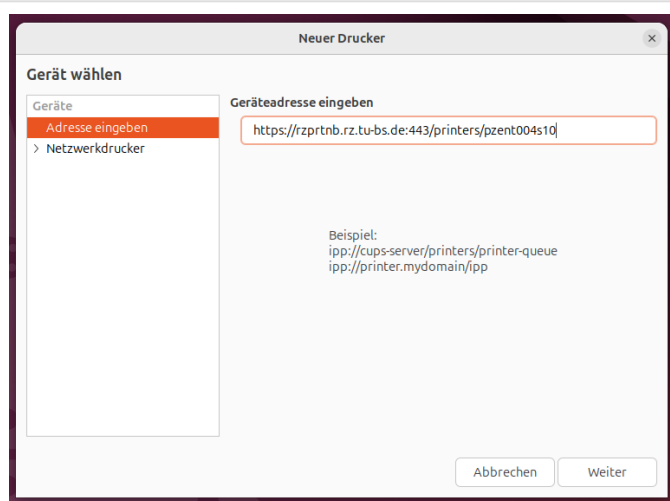 Neuer Drucker
Gerät wählen
Geräte
Adresse eingeben
Netzwerkdrucker
Geräteadresse eingeben
https://rzprtnb.rz.tu-bs.de:443/printers/pzent004s10
Beispiel:
ipp://cups-server/printers/printer-queue
ipp://printer.mydomain/ipp
Abbrechen
Weiter